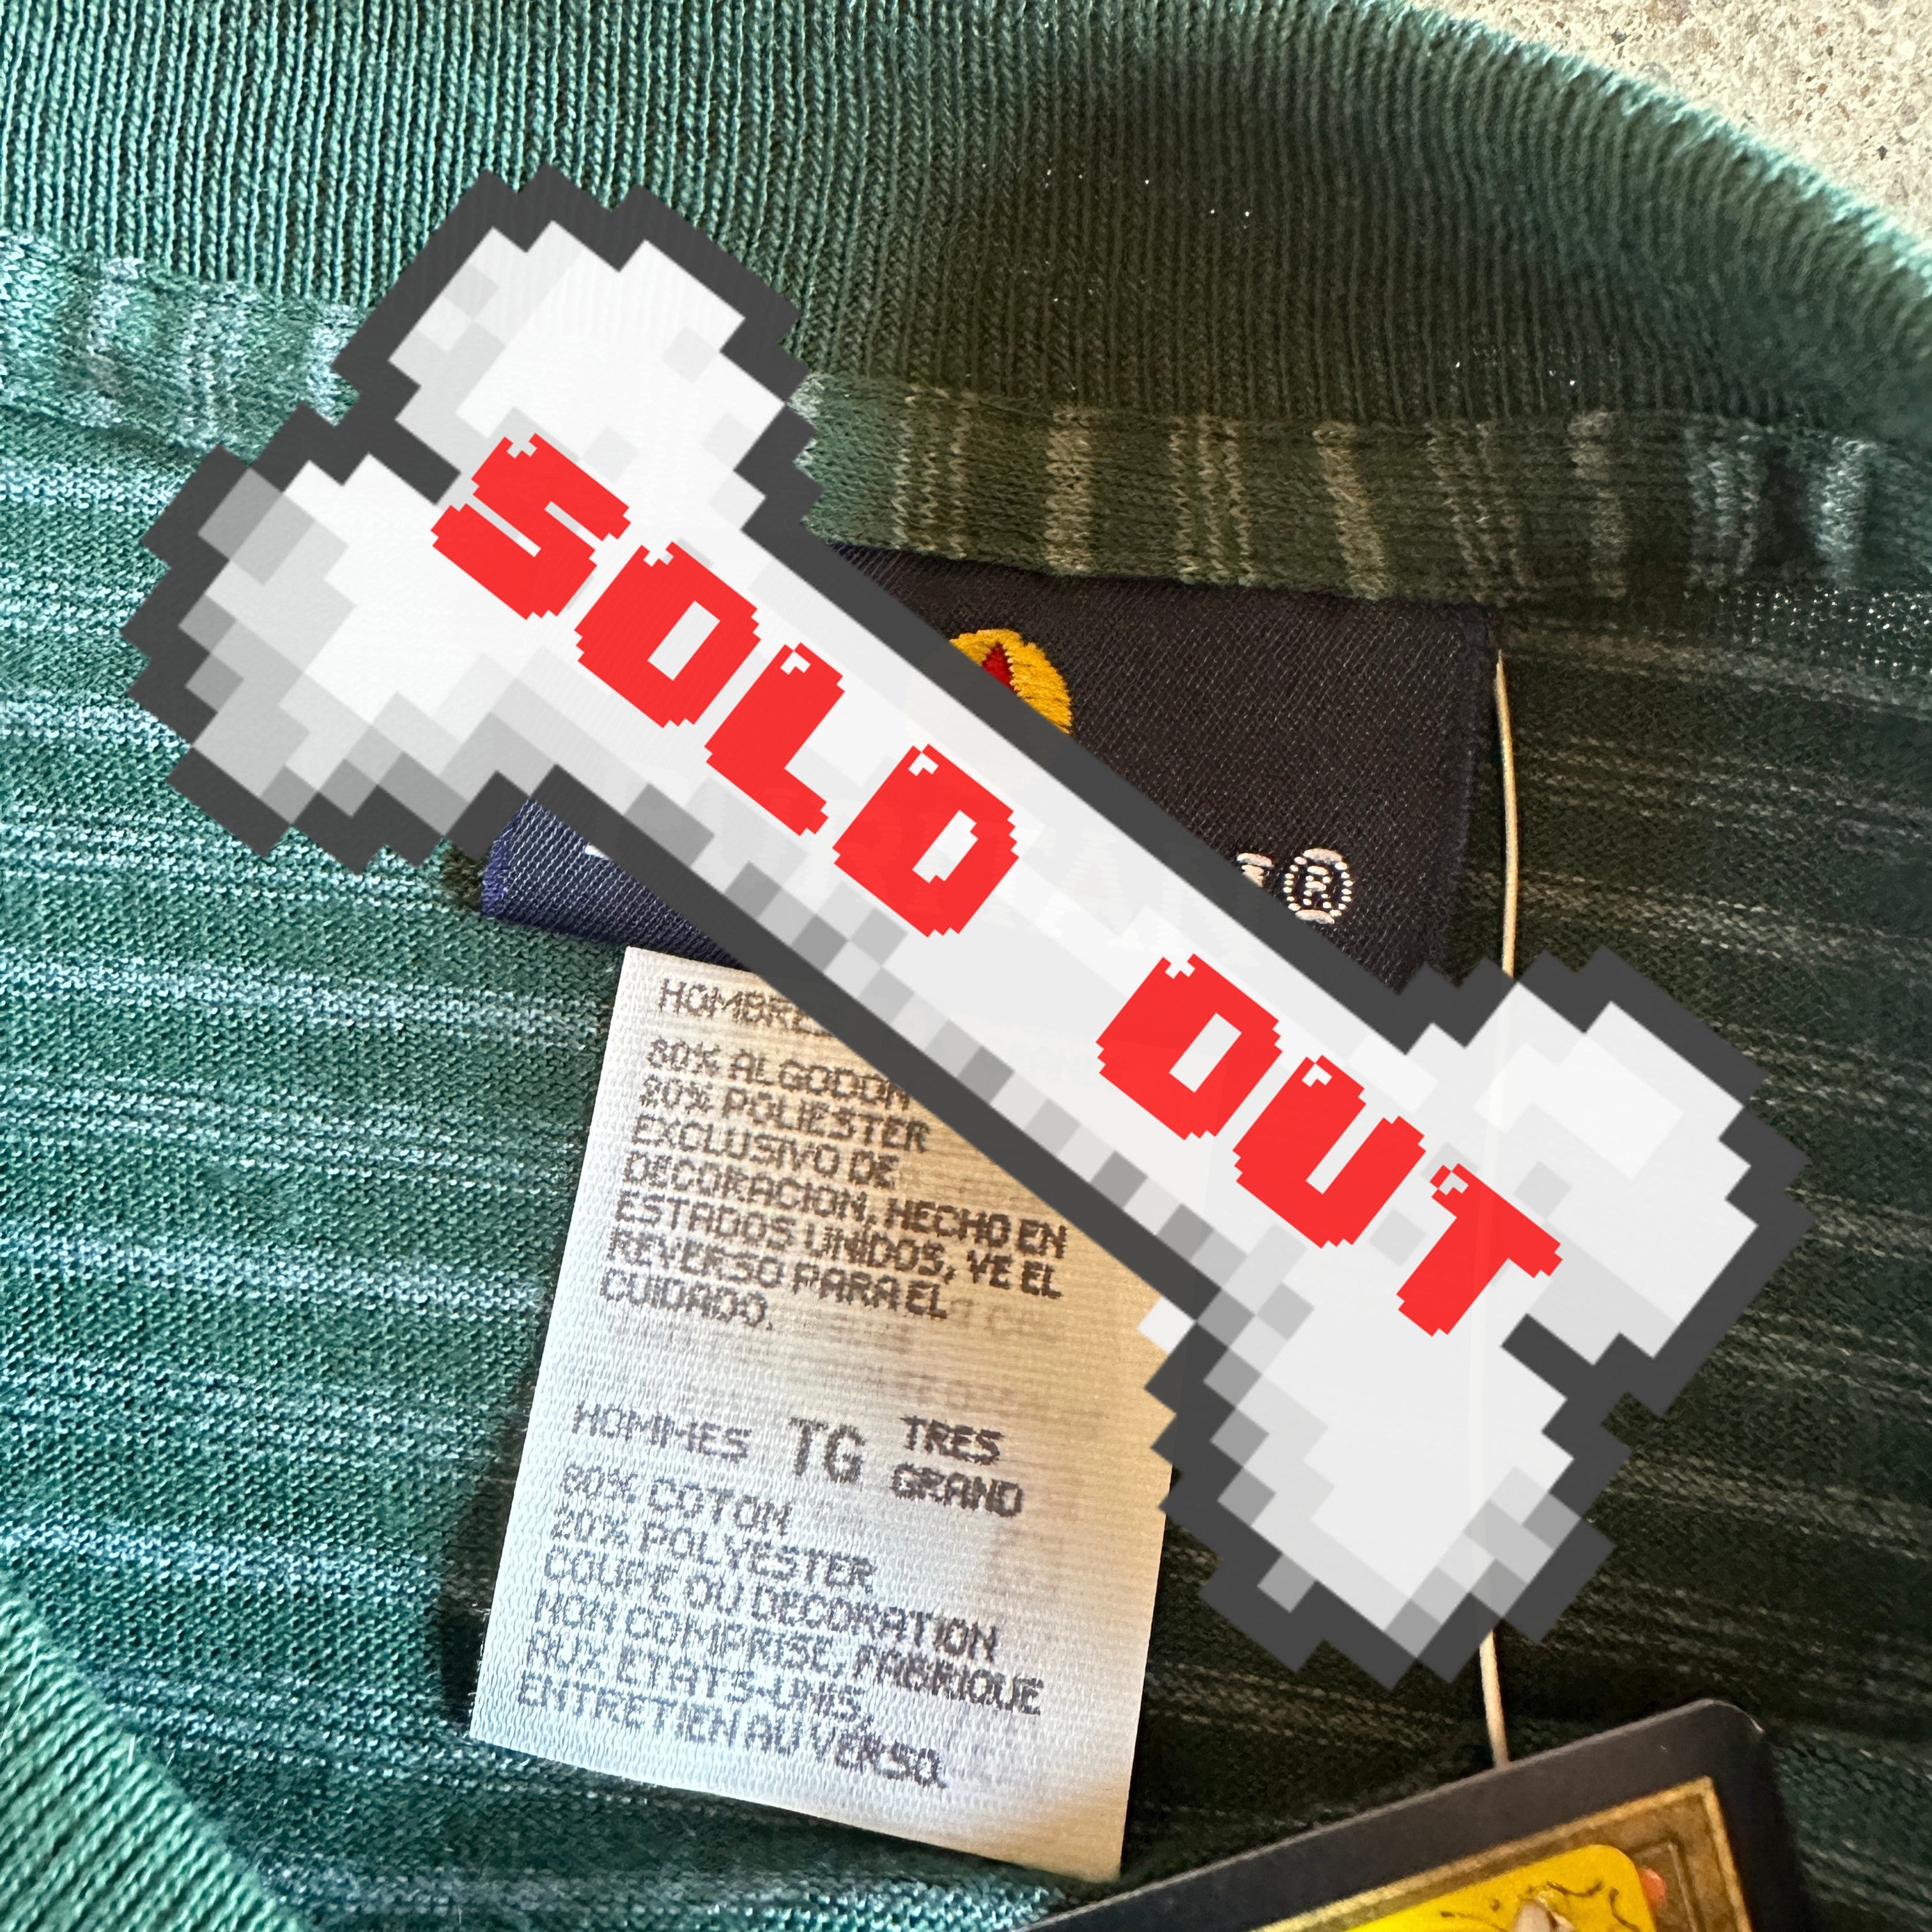 SOLD OUT
®
HOMBRES
80% ALGODON
20% POLIESTER
EXCLUSIVO DE
DECORACION, HECHO EN
ESTADOS UNIDOS, VE EL
REVERSO PARA EL
CUIDADO.
HOMMES TG TRES
GRAND
80% COTON
20% POLYESTER
COUPE OU DECORATION
NON COMPRISE, FABRIQUE
AUX ETATS-UNIS.
ENTRETIEN AU VERSO.